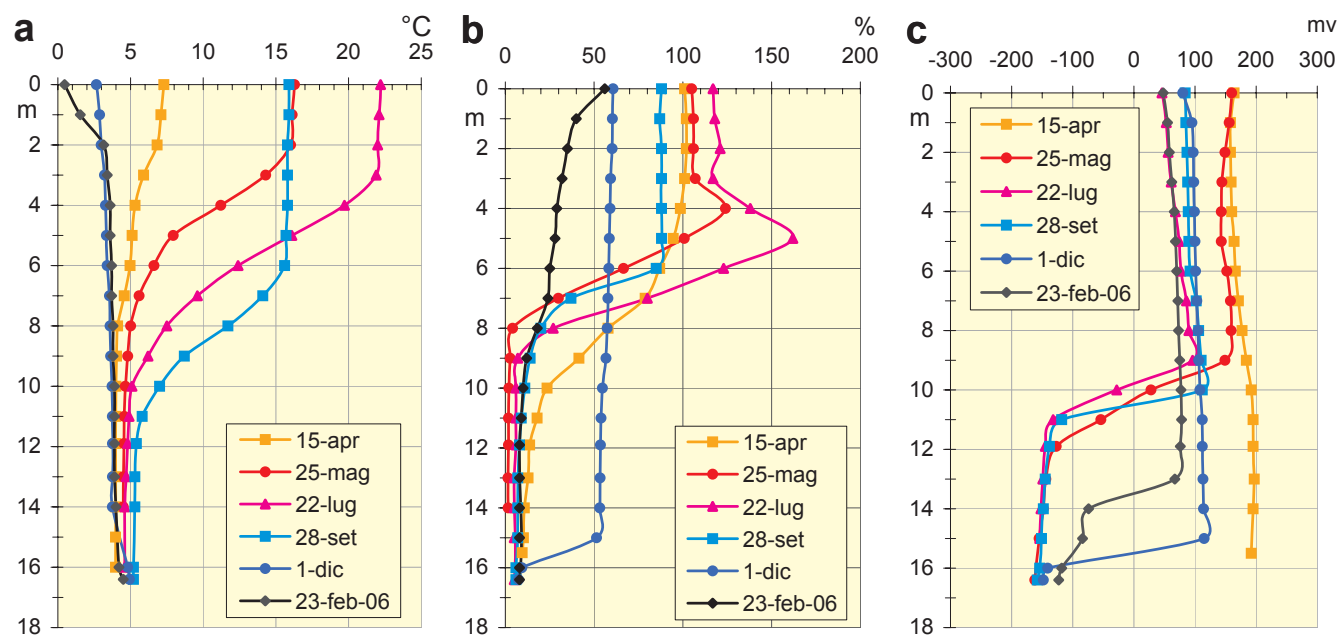 a
°C
0 5 10 15 20 25
0
m
2
4
6
8
10
12
14
16
18
15-apr
25-mag
22-lug
28-set
1-dic
23-feb-06
b
%
0 50 100 150 200
0
m
2
4
6
8
10
12
14
16
18
15-apr
25-mag
22-lug
28-set
1-dic
23-feb-06
c
mv
-300 -200 -100 0 100 200 300
0
m
2
4
6
8
10
12
14
16
18
15-apr
25-mag
22-lug
28-set
1-dic
23-feb-06